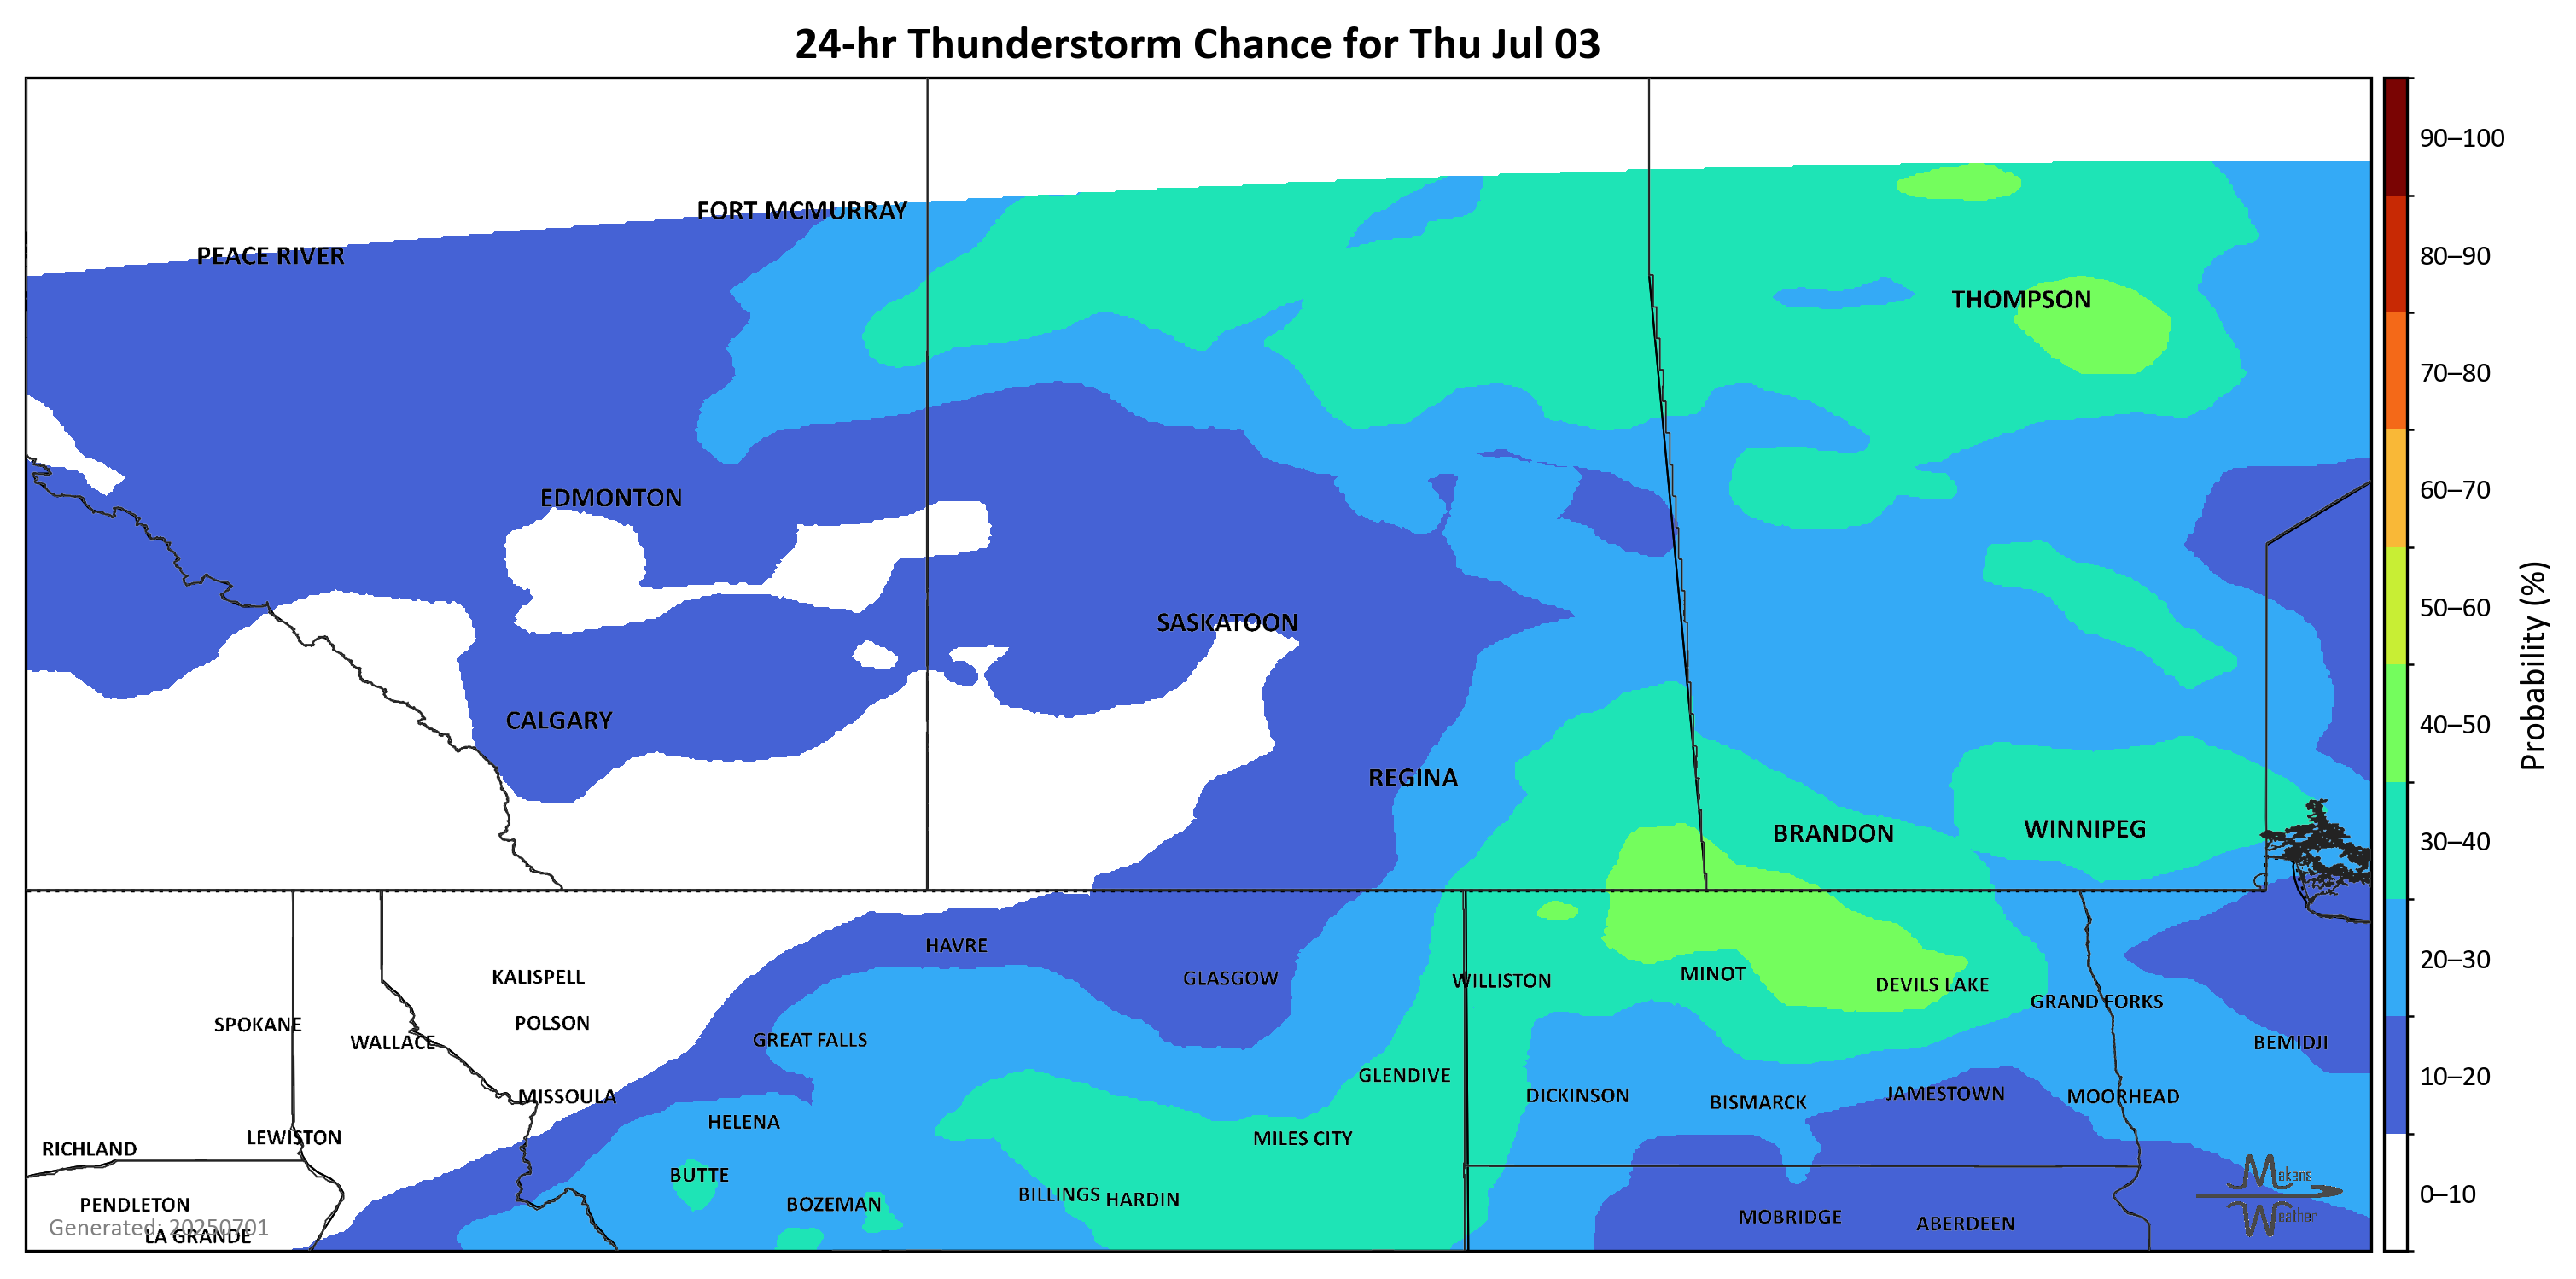 24-hr Thunderstorm Chance for Thu Jul 03
90–100
FORT MCMURRAY
PEACE RIVER
80–90
THOMPSON
70–80
60–70
EDMONTON
50–60
SASKATOON
Probability (%)
CALGARY
40–50
REGINA
BRANDON
WINNIPEG
30–40
HAVRE
20–30
KALISPELL
GLASGOW
WILLISTON
MINOT
DEVILS LAKE
GRAND FORKS
SPOKANE
POLSON
WALLACE
GREAT FALLS
BEMIDJI
GLENDIVE
10–20
MISSOULA
DICKINSON
BISMARCK
JAMESTOWN
MOORHEAD
HELENA
LEWISTON
MILES CITY
RICHLAND
BUTTE
Makens
BILLINGS
HARDIN
0–10
PENDLETON
BOZEMAN
MOBRIDGE
ABERDEEN
Weather
Generated: 20250701
LA GRANDE